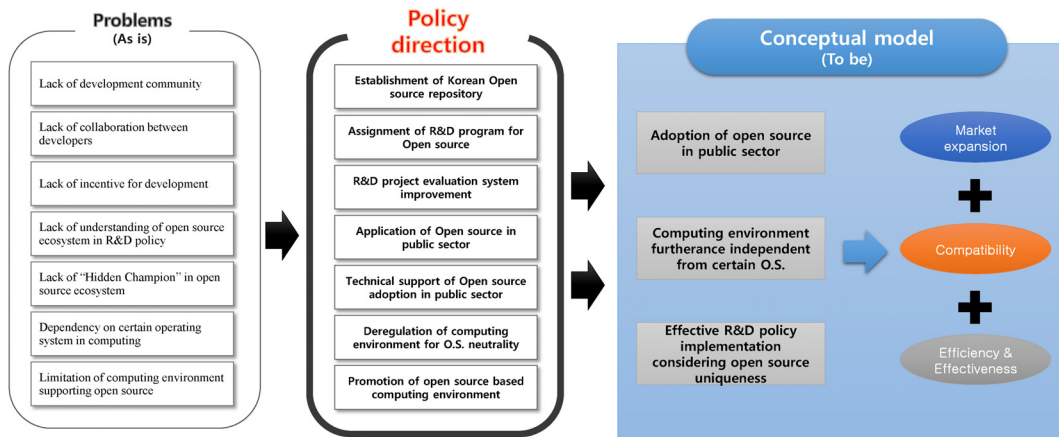 Problems
(As is)
Lack of development community
Lack of collaboration between
developers
Lack of incentive for development
Lack of understanding of open source
ecosystem in R&D policy
Lack of “Hidden Champion” in open
source ecosystem
Dependency on certain operating
system in computing
Limitation of computing environment
supporting open source
Policy
direction
Establishment of Korean Open
source repository
Assignment of R&D program for
Open source
R&D project evaluation system
improvement
Application of Open source in
public sector
Technical support of Open source
adoption in public sector
Deregulation of computing
environment for O.S. neutrality
Promotion of open source based
computing environment
Conceptual model
(To be)
Adoption of open source
in public sector
Computing environment
furtherance independent
from certain O.S.
Effective R&D policy
implementation
considering open source
uniqueness
Market
expansion
Compatibility
Efficiency &
Effectiveness